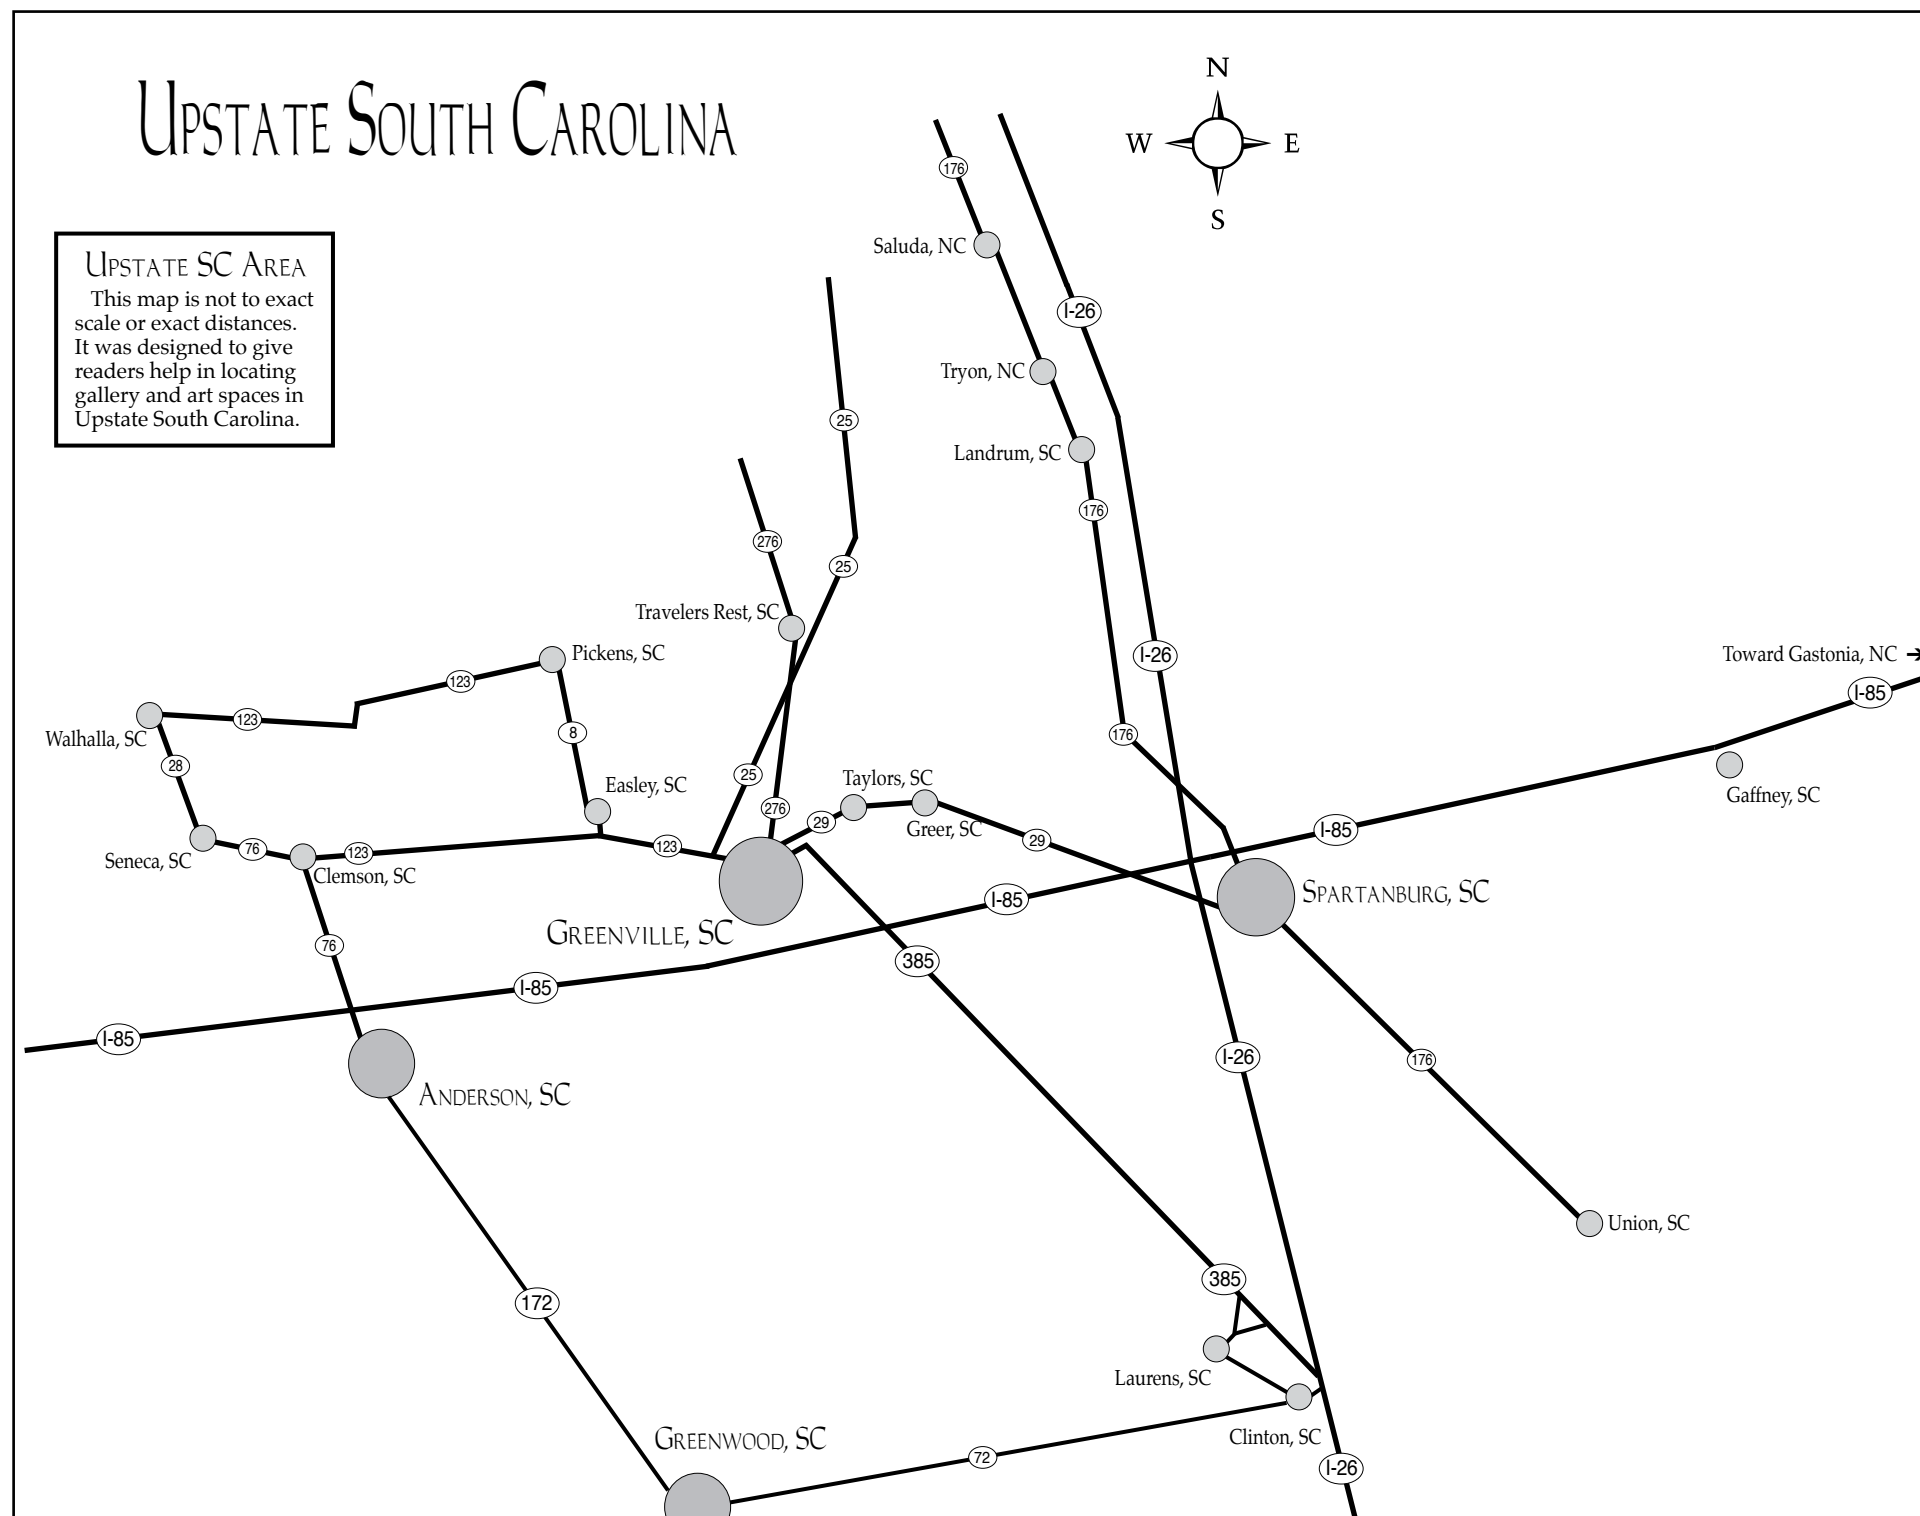 Upstate South Carolina
N
W
E
S
176
Saluda, NC
Upstate SC Area
This map is not to exact
scale or exact distances.
It was designed to give
readers help in locating
gallery and art spaces in
Upstate South Carolina.
I-26
Tryon, NC
25
Landrum, SC
176
276
25
Travelers Rest, SC
Pickens, SC
I-26
Toward Gastonia, NC →
123
I-85
123
Walhalla, SC
8
176
28
25
Taylors, SC
Gaffney, SC
Easley, SC
276
29
Greer, SC
I-85
29
123
76
123
Seneca, SC
Clemson, SC
Spartanburg, SC
I-85
Greenville, SC
76
385
I-85
I-85
I-26
176
Anderson, SC
Union, SC
385
172
Laurens, SC
Greenwood, SC
Clinton, SC
72
I-26